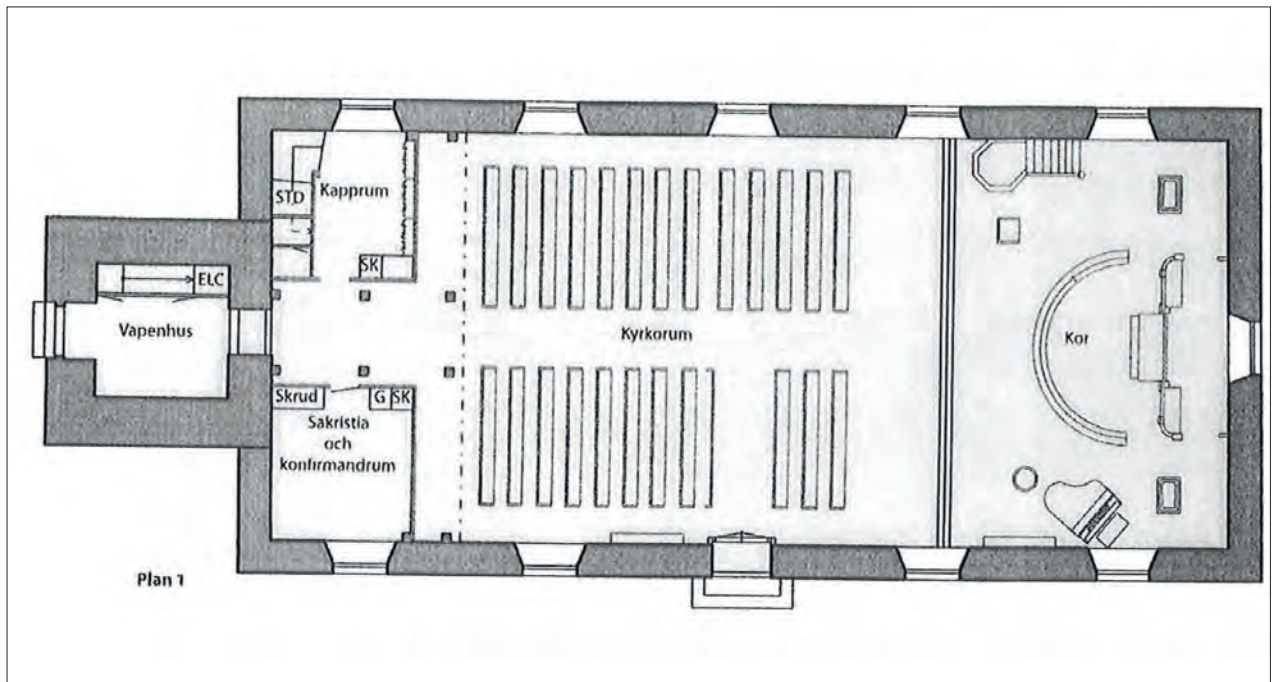 Kapprum
STD
SK
ELC
Vapenhus
Kyrkorum
Kor
Skrud
G
SK
Sakristia
och
konfirmandrum
Plan 1